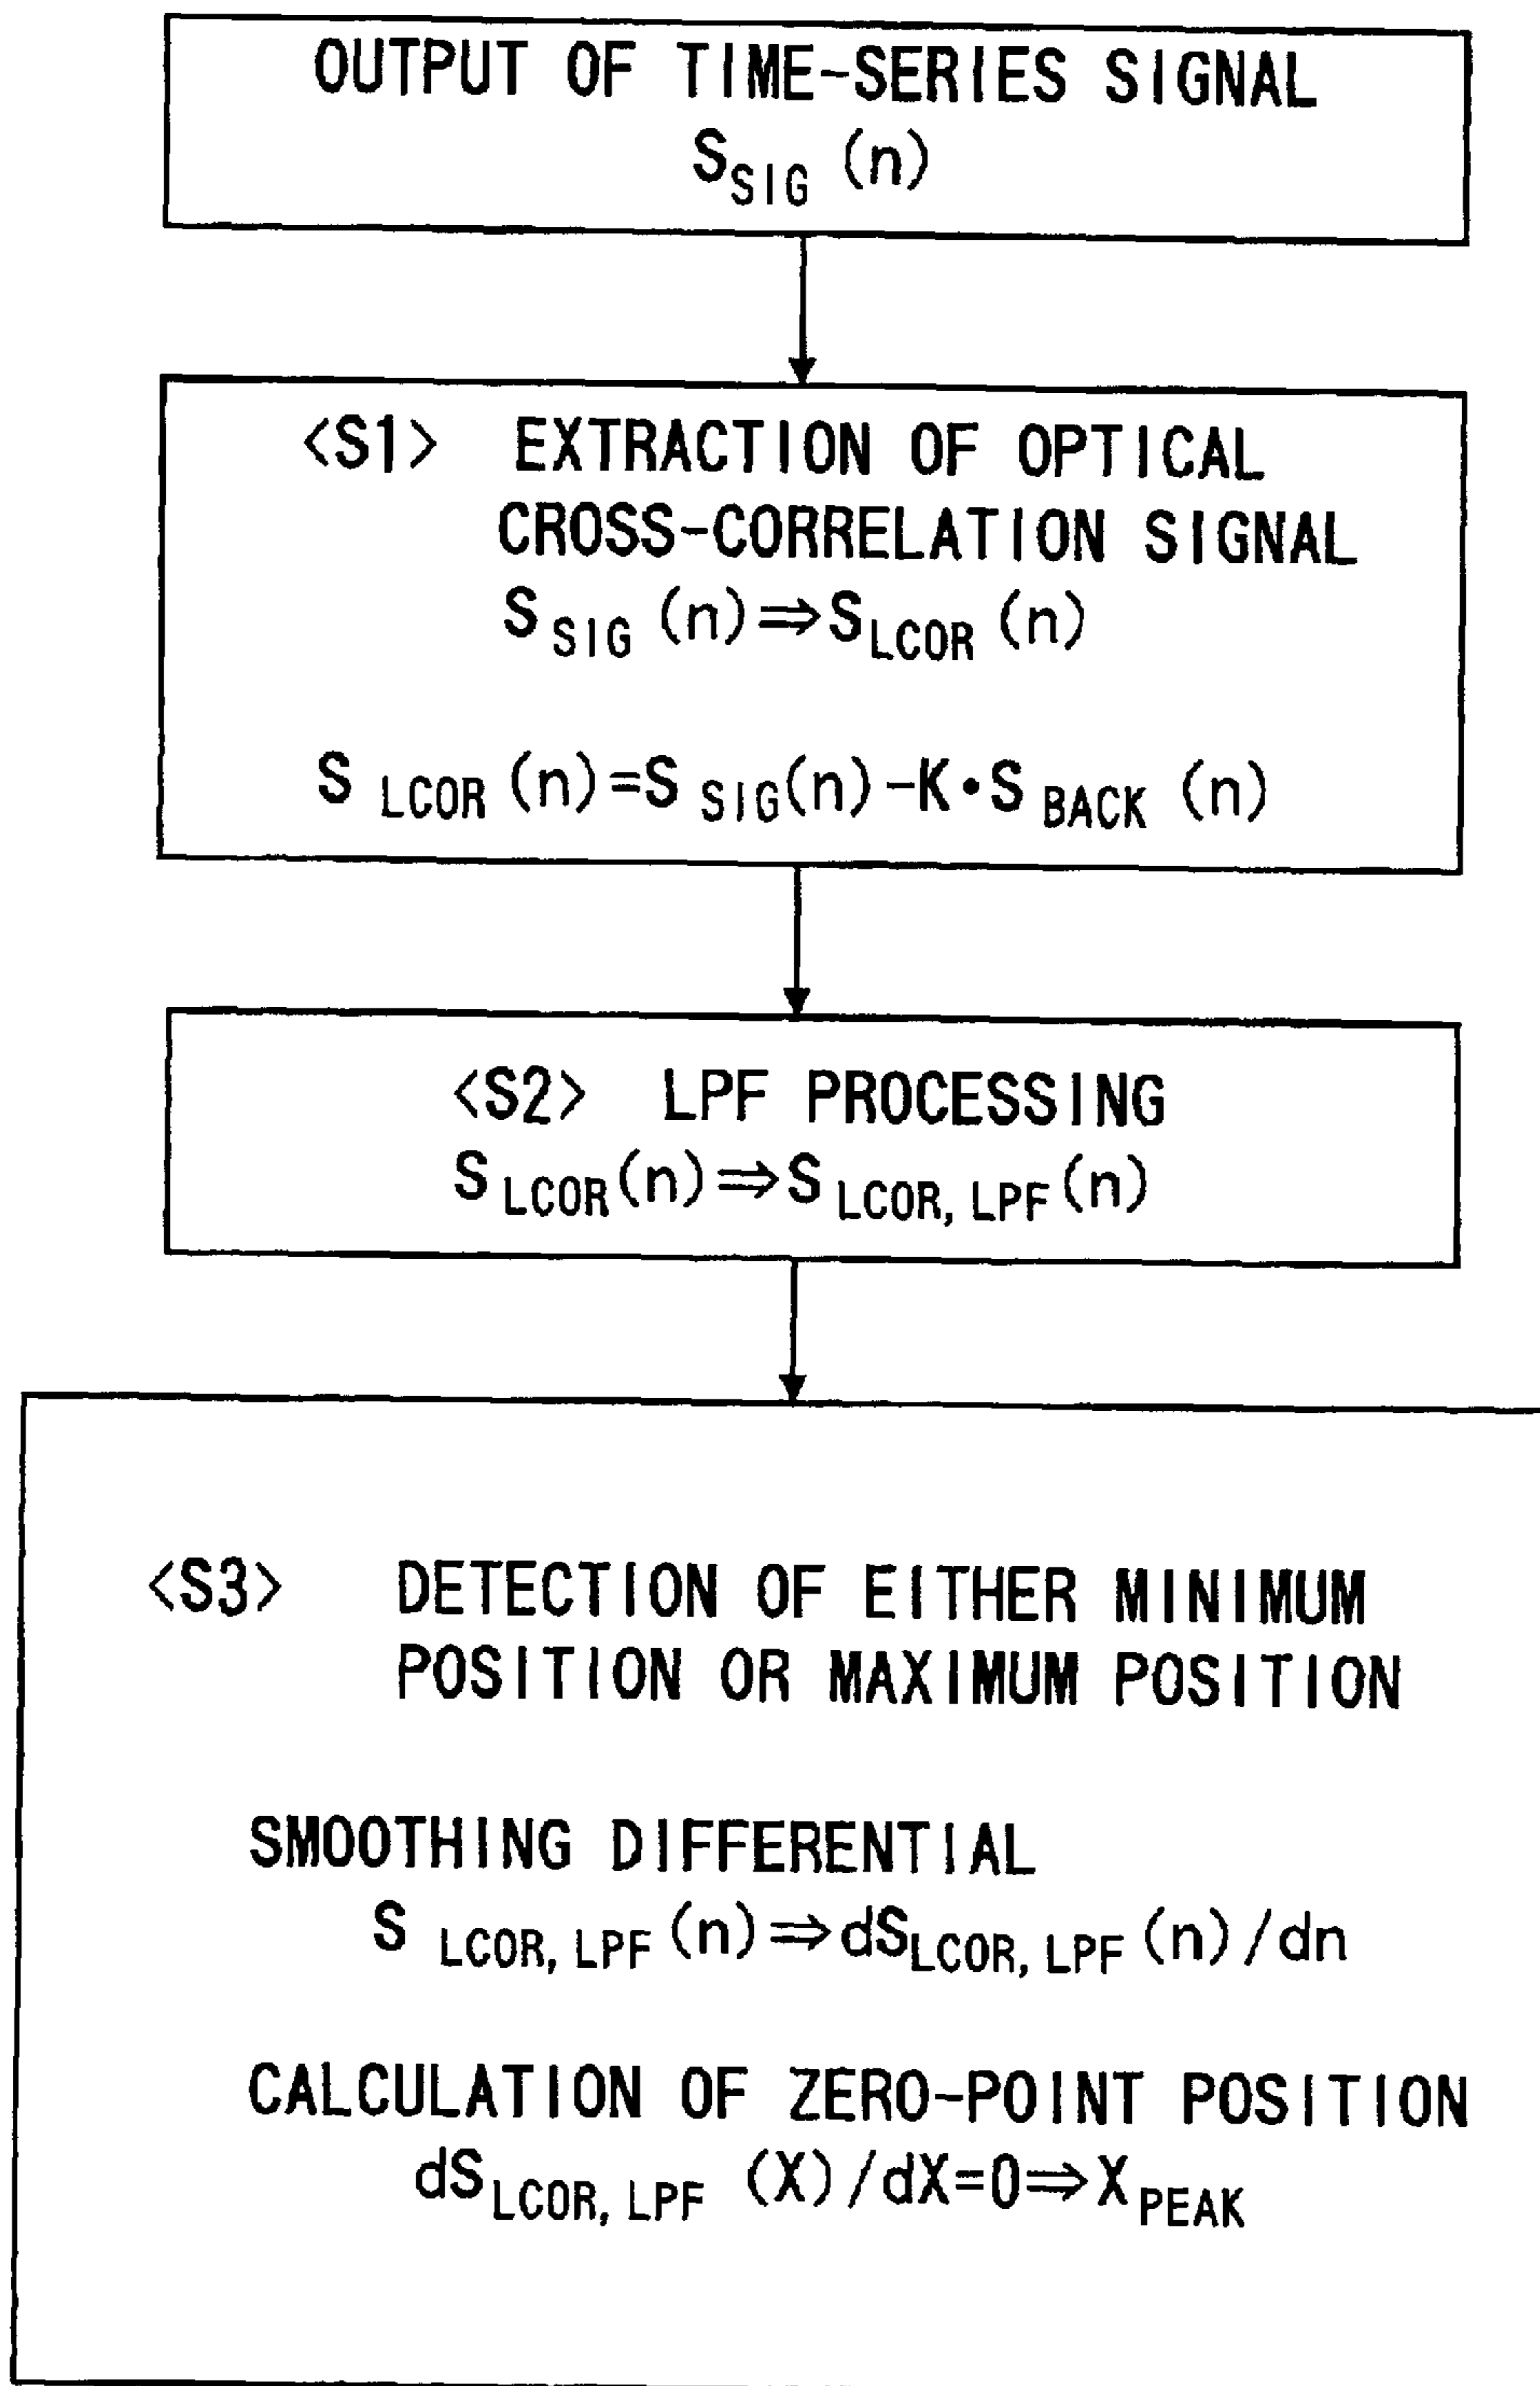 OUTPUT OF TIME-SERIES SIGNAL
S_SIG (n)
<S1> EXTRACTION OF OPTICAL
CROSS-CORRELATION SIGNAL
S_SIG (n)⇒S_LCOR (n)
S_LCOR (n)=S_SIG(n)-K•S_BACK (n)
<S2> LPF PROCESSING
S_LCOR(n)⇒S_LCOR, LPF(n)
<S3> DETECTION OF EITHER MINIMUM
POSITION OR MAXIMUM POSITION
SMOOTHING DIFFERENTIAL
S_LCOR, LPF(n)⇒dS_LCOR, LPF(n)/dn
CALCULATION OF ZERO-POINT POSITION
dS_LCOR, LPF (X)/dX=0⇒X_PEAK